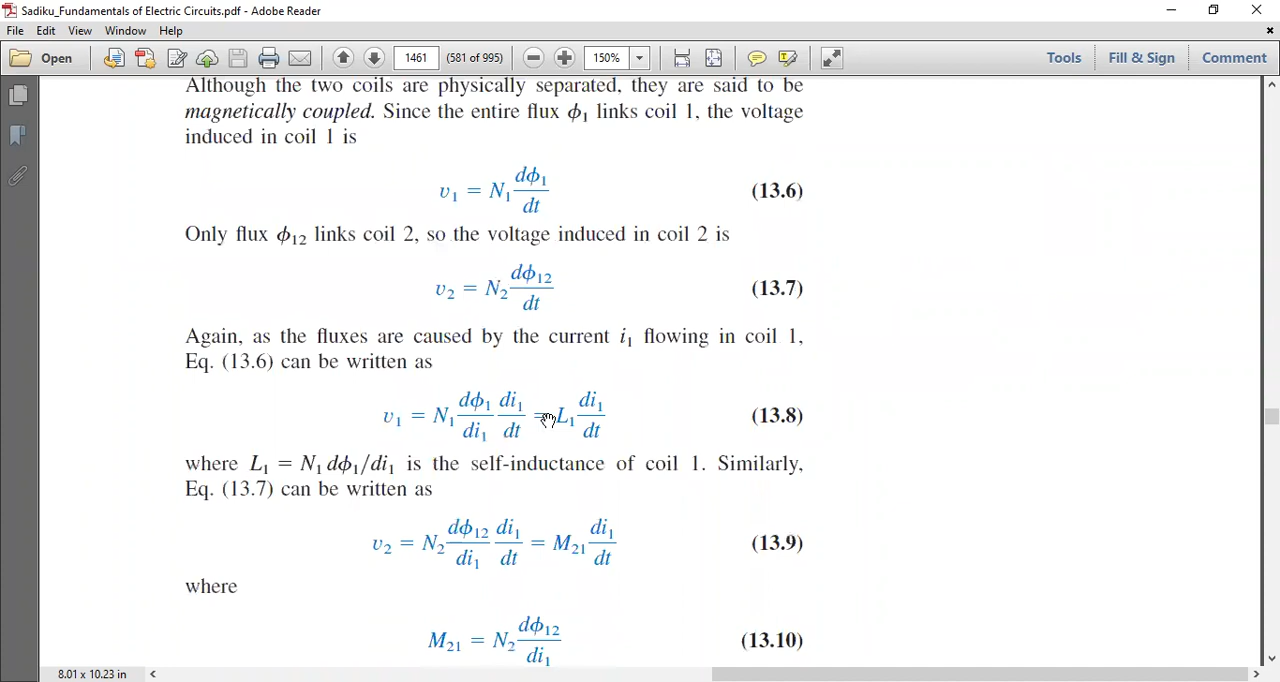 Sadiku_Fundamentals of Electric Circuits.pdf - Adobe Reader
File Edit View Window Help
Open 1461 (581 of 995) 150% Tools Fill & Sign Comment
Although the two coils are physically separated, they are said to be
magnetically coupled. Since the entire flux ϕ₁ links coil 1, the voltage
induced in coil 1 is
v₁ = N₁ dϕ₁/dt (13.6)
Only flux ϕ₁₂ links coil 2, so the voltage induced in coil 2 is
v₂ = N₂ dϕ₁₂/dt (13.7)
Again, as the fluxes are caused by the current i₁ flowing in coil 1,
Eq. (13.6) can be written as
v₁ = N₁ dϕ₁/di₁ di₁/dt = L₁ di₁/dt (13.8)
where L₁ = N₁ dϕ₁/di₁ is the self-inductance of coil 1. Similarly,
Eq. (13.7) can be written as
v₂ = N₂ dϕ₁₂/di₁ di₁/dt = M₂₁ di₁/dt (13.9)
where
M₂₁ = N₂ dϕ₁₂/di₁ (13.10)
8.01 x 10.23 in